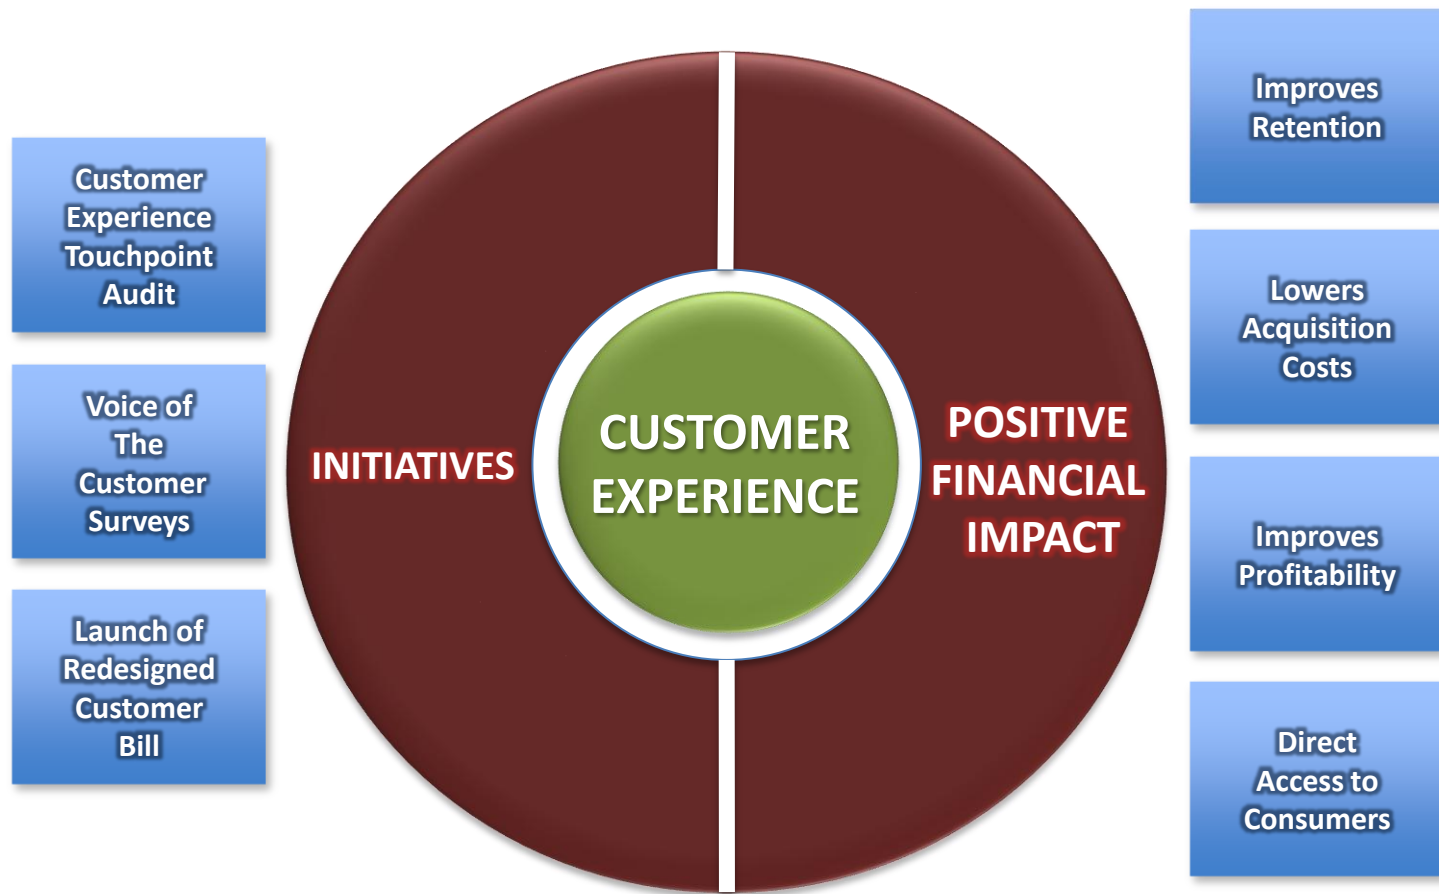 Customer
Experience
Touchpoint
Audit
Voice of
The
Customer
Surveys
Launch of
Redesigned
Customer
Bill
INITIATIVES
CUSTOMER
EXPERIENCE
POSITIVE
FINANCIAL
IMPACT
Improves
Retention
Lowers
Acquisition
Costs
Improves
Profitability
Direct
Access to
Consumers